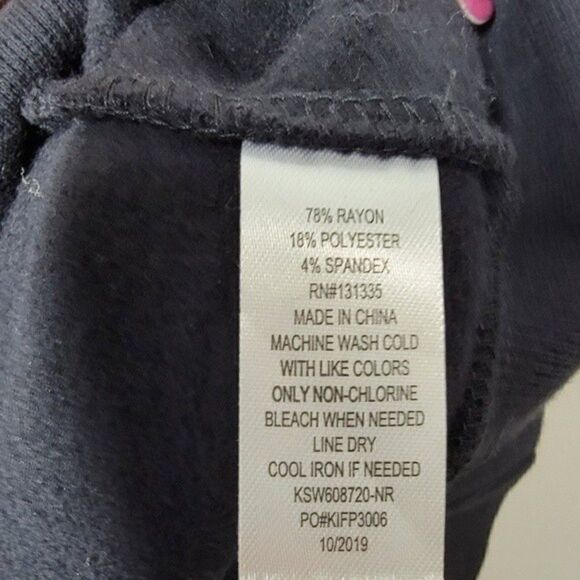 78% RAYON
18% POLYESTER
4% SPANDEX
RN#131335
MADE IN CHINA
MACHINE WASH COLD
WITH LIKE COLORS
ONLY NON-CHLORINE
BLEACH WHEN NEEDED
LINE DRY
COOL IRON IF NEEDED
KSW608720-NR
PO#KIFP3006
10/2019